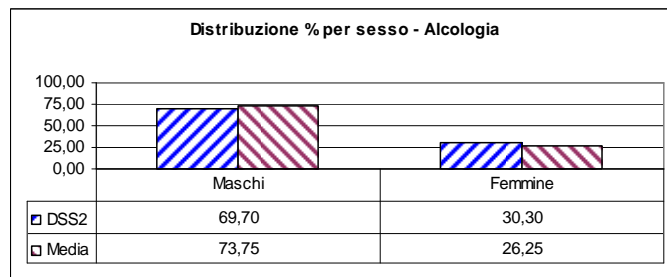 Distribuzione % per sesso - Alcologia
100,00
75,00
50,00
25,00
0,00
Maschi Femmine
DSS2 69,70 30,30
Media 73,75 26,25